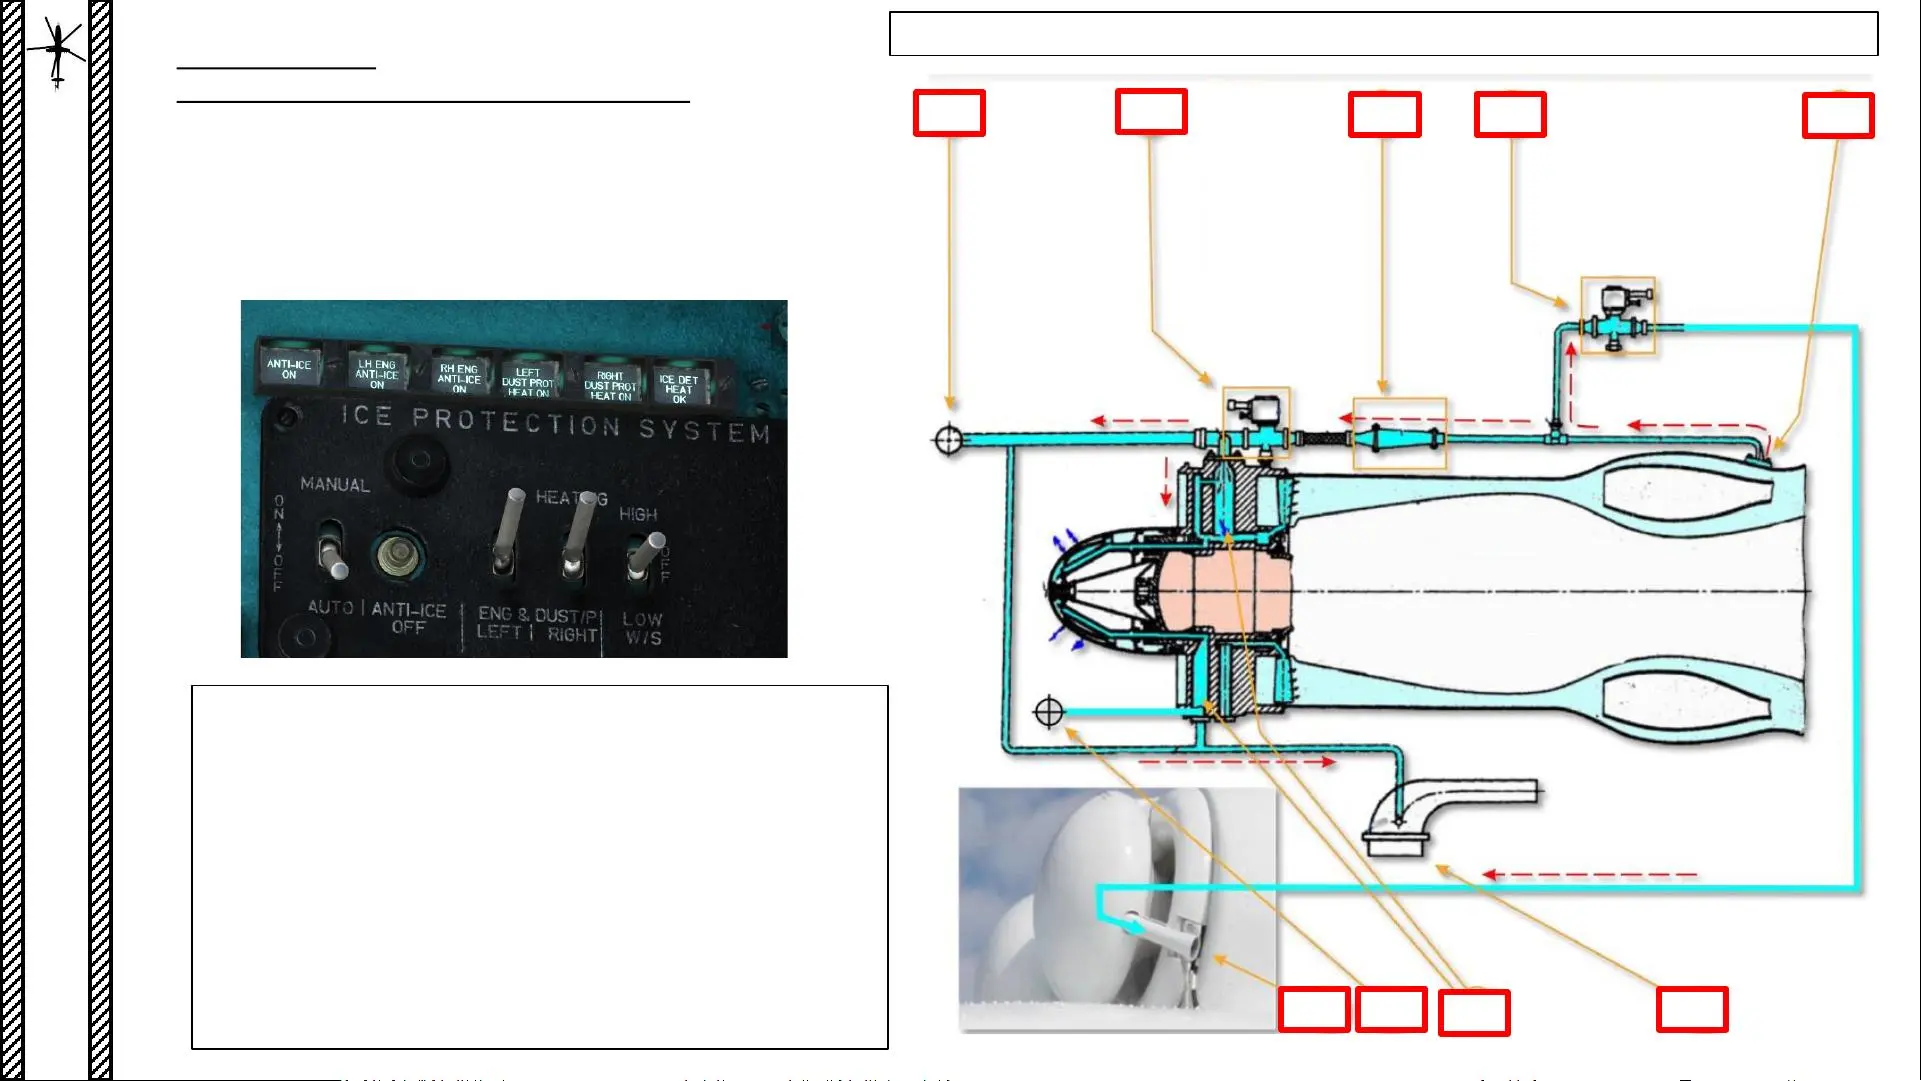 ANTI-ICE
ON
LH ENG
ANTI-ICE
ON
RH ENG
ANTI-ICE
ON
LEFT
DUST PROT
HEAT ON
RIGHT
DUST PROT
HEAT ON
ICE DET
HEAT
OK
ICE PROTECTION SYSTEM
MANUAL
HEATING
HIGH
ON
OFF
OFF
AUTO
ANTI-ICE
OFF
ENG & DUST/P
LEFT
RIGHT
LOW
W/S